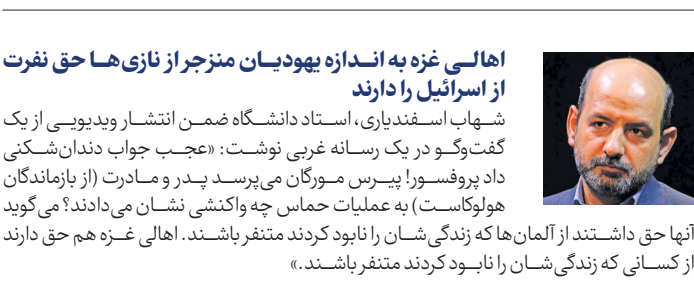 اهالی غزه به اندازه یهودیان منزجر از نازی‌ها حق نفرت
از اسرائیل را دارند
شهاب اسفندیاری، استاد دانشگاه ضمن انتشار ویدیویی از یک
گفت‌وگو در یک رسانه غربی نوشت: «عجب جواب دندان‌شکنی
داد پروفسور! پیرس مورگان می‌پرسد پدر و مادرت (از بازماندگان
هولوکاست) به عملیات حماس چه واکنشی نشان می‌دادند؟ می‌گوید
آنها حق داشتند از آلمان‌ها که زندگی‌شان را نابود کردند متنفر باشند. اهالی غزه هم حق دارند
از کسانی که زندگی‌شان را نابود کردند متنفر باشند.»